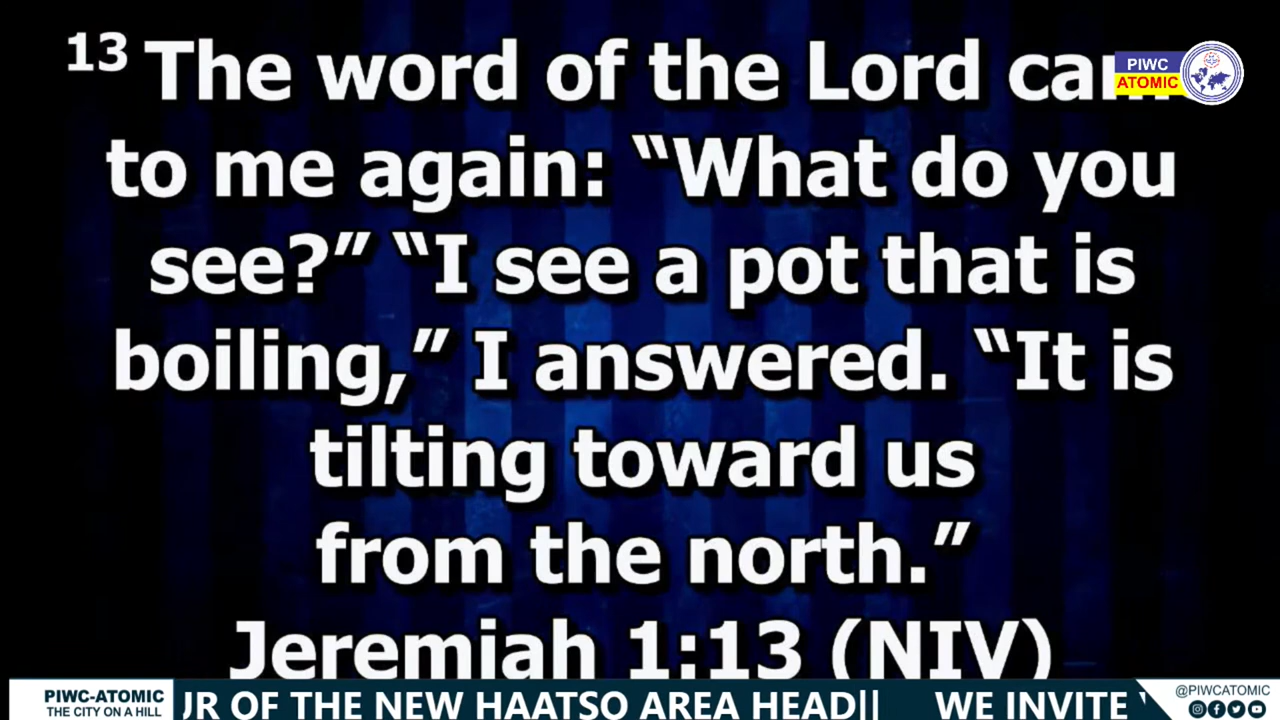 13 The word of the Lord
to me again: “What do you
see?” “I see a pot that is
boiling,” I answered. “It is
tilting toward us
from the north.”
Jeremiah 1:13 (NIV)
PIWC
ATOMIC
PIWC-ATOMIC
THE CITY ON A HILL
OF THE NEW HAATSO AREA HEAD|| WE INVITE
@PIWCATOMIC